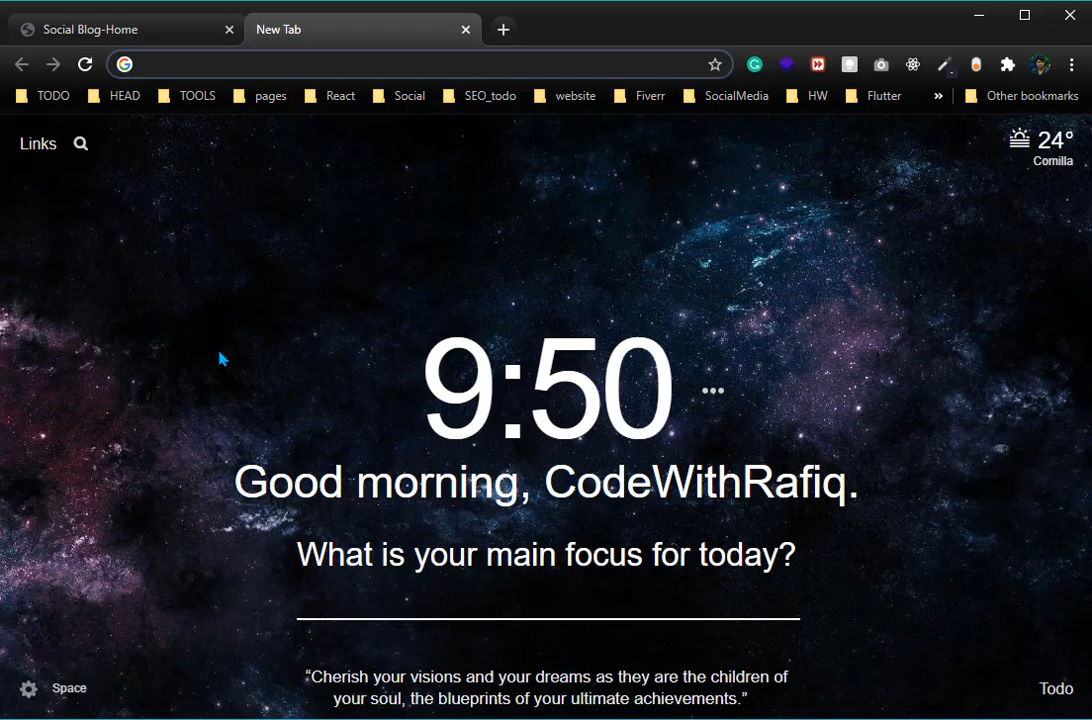 Social Blog-Home
New Tab
TODO HEAD TOOLS pages React Social SEO_todo website Fiverr SocialMedia HW Flutter » Other bookmarks
Links
24°
Comilla
9:50
Good morning, CodeWithRafiq.
What is your main focus for today?
“Cherish your visions and your dreams as they are the children of
your soul, the blueprints of your ultimate achievements.”
Space
Todo